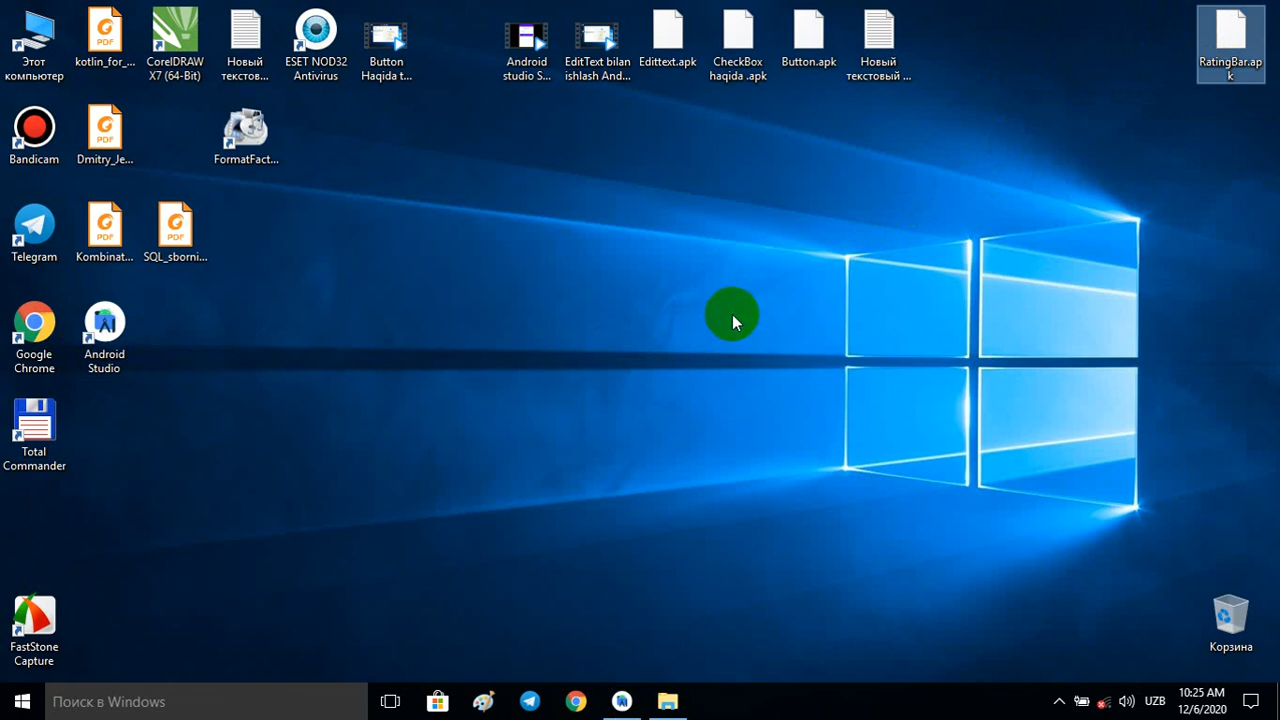 Этот
компьютер
kotlin_for_...
CorelDRAW
X7 (64-Bit)
Новый
текстов...
ESET NOD32
Antivirus
Button
Haqida t...
Android
studio S...
EditText bilan
ishlash And...
Edittext.apk
CheckBox
haqida .apk
Button.apk
Новый
текстовый ...
RatingBar.ap
k
Bandicam
Dmitry_Je...
FormatFact...
Telegram
Kombinat...
SQL_sborni...
Google
Chrome
Android
Studio
Total
Commander
FastStone
Capture
Корзина
Поиск в Windows
UZB
10:25 AM
12/6/2020